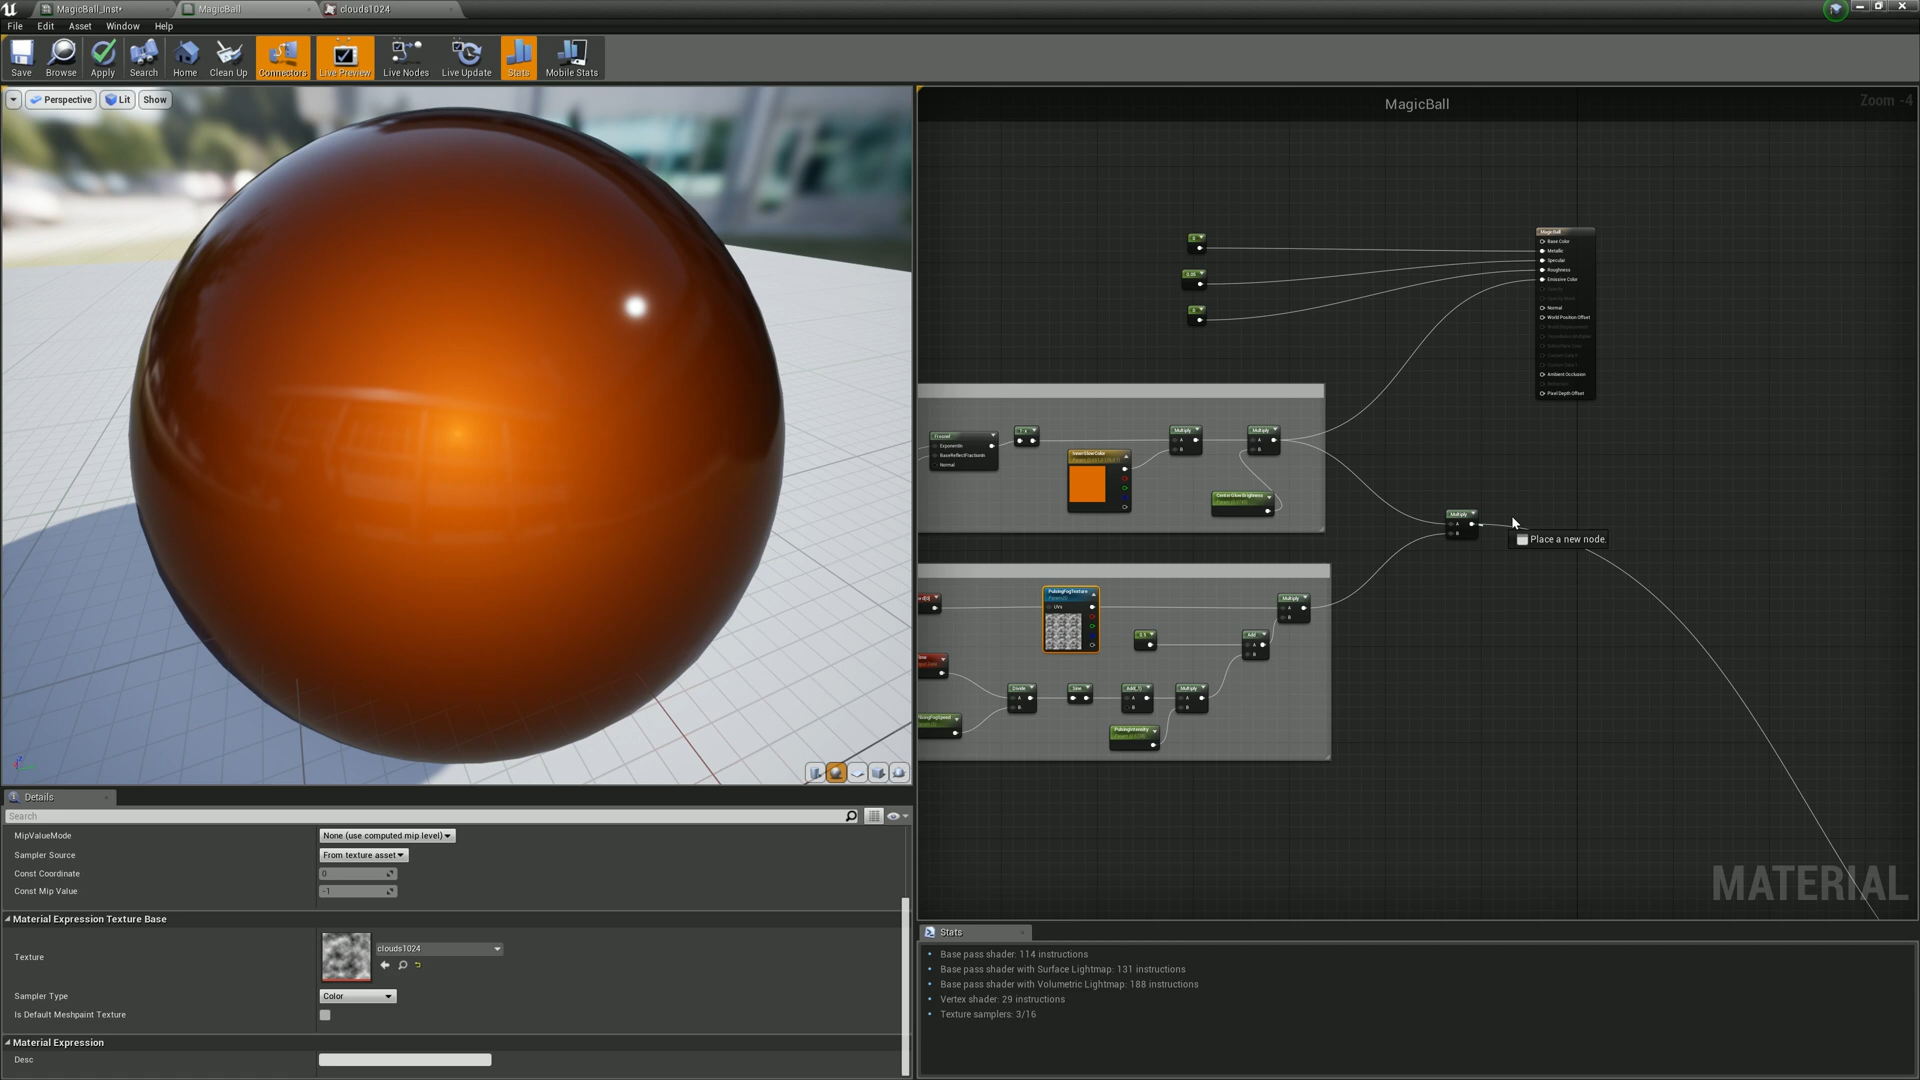 MagicBall_Inst•
MagicBall
clouds1024
File Edit Asset Window Help
Save Browse Apply Search Home Clean Up Connectors Live Preview Live Nodes Live Update Stats Mobile Stats
Perspective Lit Show
MagicBall
Zoom -4
MagicBall
Base Color
Metallic
Specular
Roughness
Emissive Color
Normal
World Position Offset
Ambient Occlusion
Pixel Depth Offset
0.05
Fresnel
ExponentIn
BaseReflectFractionIn
Normal
InnerGlowColor
Multiply
A
B
Multiply
A
B
CenterGlowBrightness
Multiply
A
B
Place a new node.
PulsingFogTexture
UVs
0.5
Add
A
B
Multiply
A
B
Divide
A
B
Sine
A
B
Multiply
A
B
PulsingIntensity
MATERIAL
Details
Search
MipValueMode None (use computed mip level)
Sampler Source From texture asset
Const Coordinate 0
Const Mip Value -1
Material Expression Texture Base
Texture clouds1024
Sampler Type Color
Is Default Meshpaint Texture
Material Expression
Desc
Stats
Base pass shader: 114 instructions
Base pass shader with Surface Lightmap: 131 instructions
Base pass shader with Volumetric Lightmap: 188 instructions
Vertex shader: 29 instructions
Texture samplers: 3/16